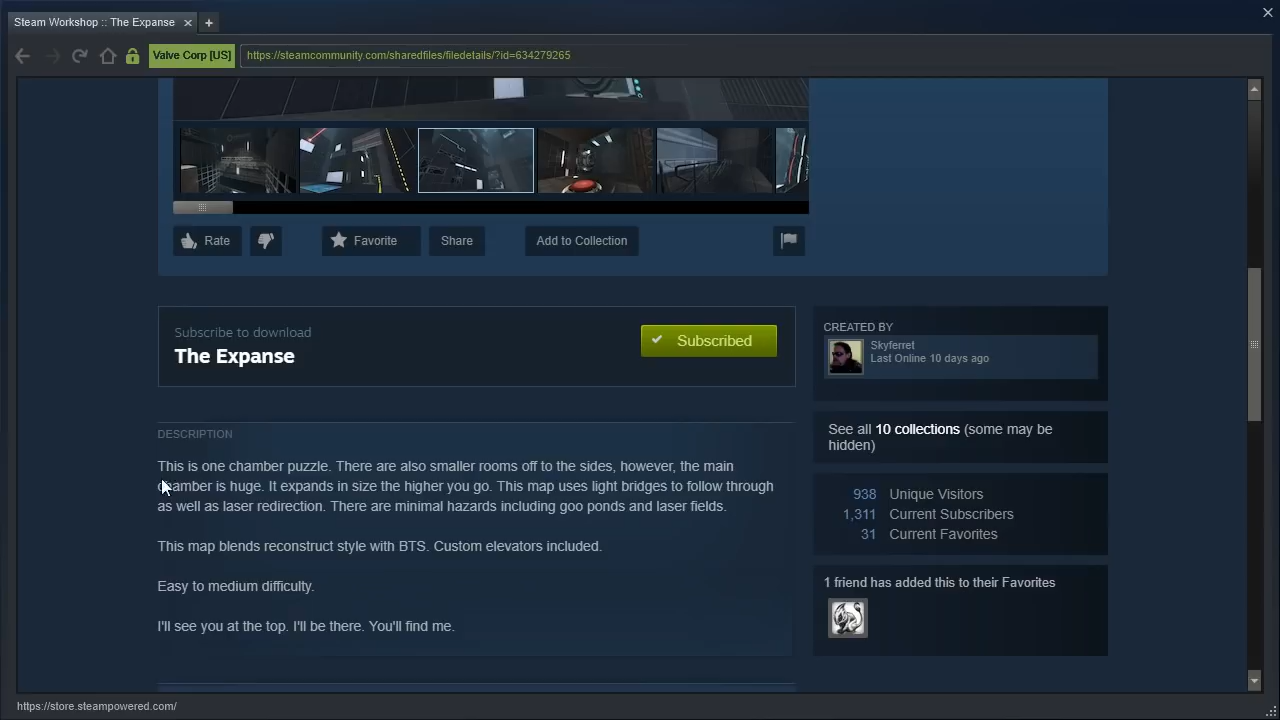 Steam Workshop :: The Expanse
Valve Corp [US]
https://steamcommunity.com/sharedfiles/filedetails/?id=634279265
Rate
Favorite
Share
Add to Collection
Subscribe to download
The Expanse
Subscribed
CREATED BY
Skyferret
Last Online 10 days ago
See all 10 collections (some may be
hidden)
DESCRIPTION
This is one chamber puzzle. There are also smaller rooms off to the sides, however, the main
chamber is huge. It expands in size the higher you go. This map uses light bridges to follow through
as well as laser redirection. There are minimal hazards including goo ponds and laser fields.
This map blends reconstruct style with BTS. Custom elevators included.
Easy to medium difficulty.
I'll see you at the top. I'll be there. You'll find me.
938 Unique Visitors
1,311 Current Subscribers
31 Current Favorites
1 friend has added this to their Favorites
https://store.steampowered.com/